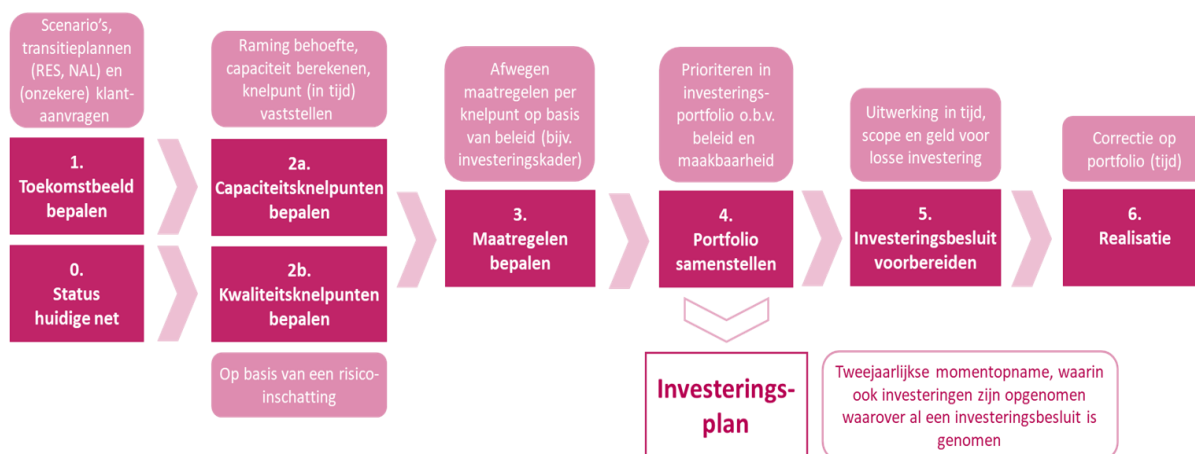 Scenario's,
transitieplannen
(RES, NAL) en
(onzekere) klant-
aanvragen
1.
Toekomstbeeld
bepalen
0.
Status
huidige net
Raming behoefte,
capaciteit berekenen,
knelpunt (in tijd)
vaststellen
2a.
Capaciteitsknelpunten
bepalen
2b.
Kwaliteitsknelpunten
bepalen
Op basis van een risico-
inschatting
Afwegen
maatregelen per
knelpunt op basis
van beleid (bijv.
investeringskader)
3.
Maatregelen
bepalen
Prioriteren in
investerings-
portfolio o.b.v.
beleid en
maakbaarheid
4.
Portfolio
samenstellen
Investerings-
plan
Uitwerking in tijd,
scope en geld voor
losse investering
5.
Investeringsbesluit
voorbereiden
Tweejaarlijkse momentopname, waarin
ook investeringen zijn opgenomen
waarover al een investeringsbesluit is
genomen
Correctie op
portfolio (tijd)
6.
Realisatie